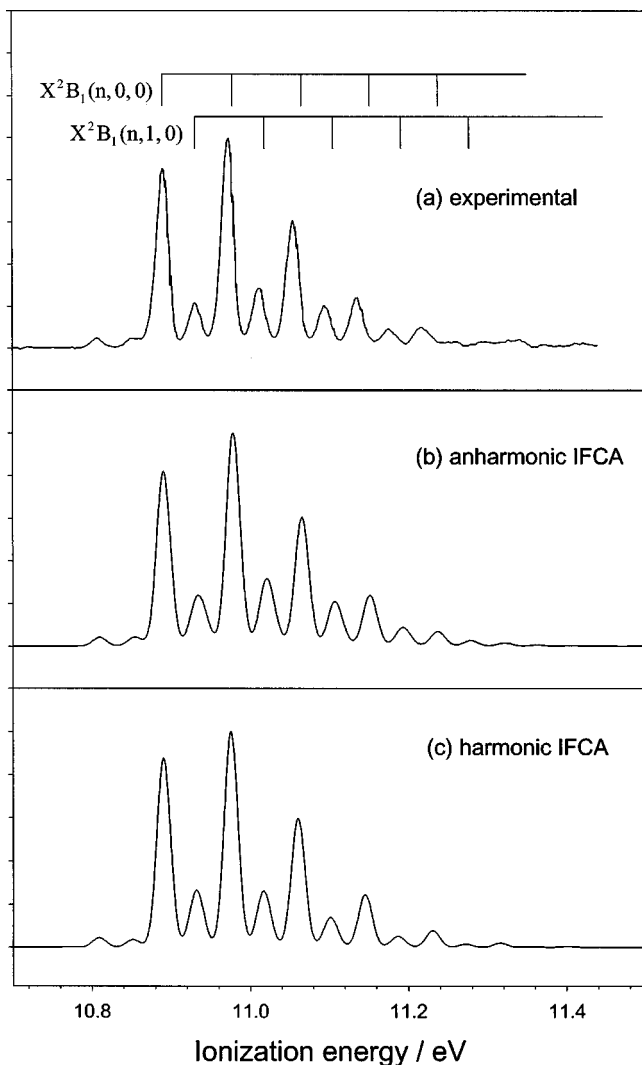 X²B₁(n,0,0)
X²B₁(n,1,0)
(a) experimental
(b) anharmonic IFCA
(c) harmonic IFCA
10.8 11.0 11.2 11.4
Ionization energy / eV